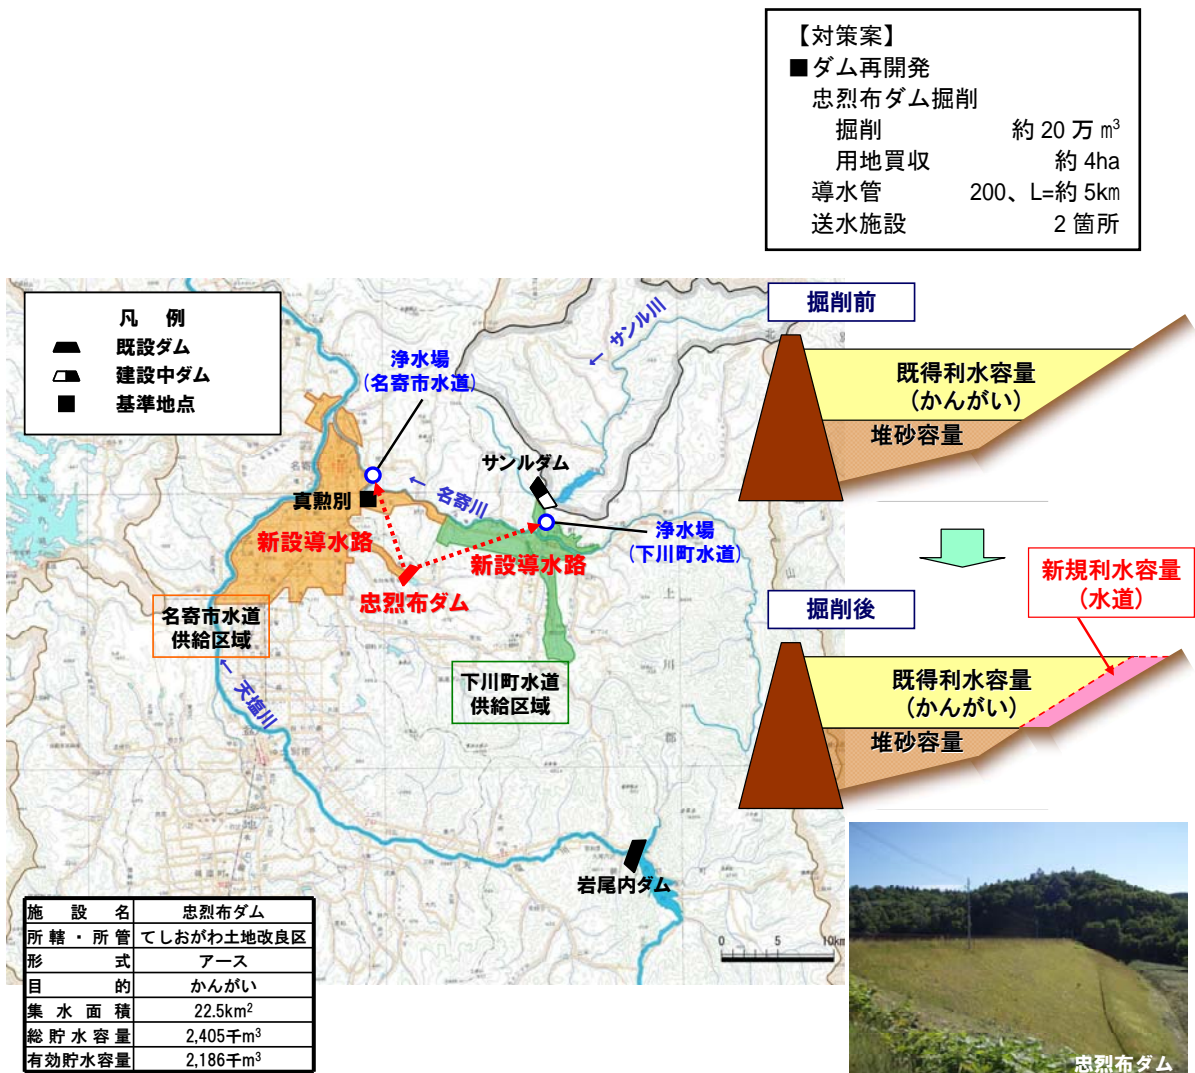 【対策案】
■ダム再開発
忠烈布ダム掘削
掘削 約 20 万 ㎥
用地買収 約 4ha
導水管 200、L=約 5㎞
送水施設 2 箇所
凡 例
既設ダム
建設中ダム
基準地点
浄水場
(名寄市水道)
← サンル川
サンルダム
← 名寄川
真勲別
新設導水路
新設導水路
浄水場
(下川町水道)
忠烈布ダム
名寄市水道
供給区域
下川町水道
供給区域
← 天塩川
岩尾内ダム
0 5 10km
掘削前
既得利水容量
(かんがい)
堆砂容量
掘削後
新規利水容量
(水道)
既得利水容量
(かんがい)
堆砂容量
施設名 忠烈布ダム
所轄・所管 てしおがわ土地改良区
形式 アース
目的 かんがい
集水面積 22.5km²
総貯水容量 2,405千m³
有効貯水容量 2,186千m³
忠烈布ダム